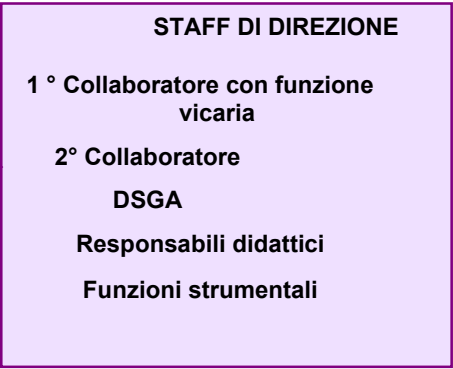 STAFF DI DIREZIONE
1 ° Collaboratore con funzione
vicaria
2° Collaboratore
DSGA
Responsabili didattici
Funzioni strumentali